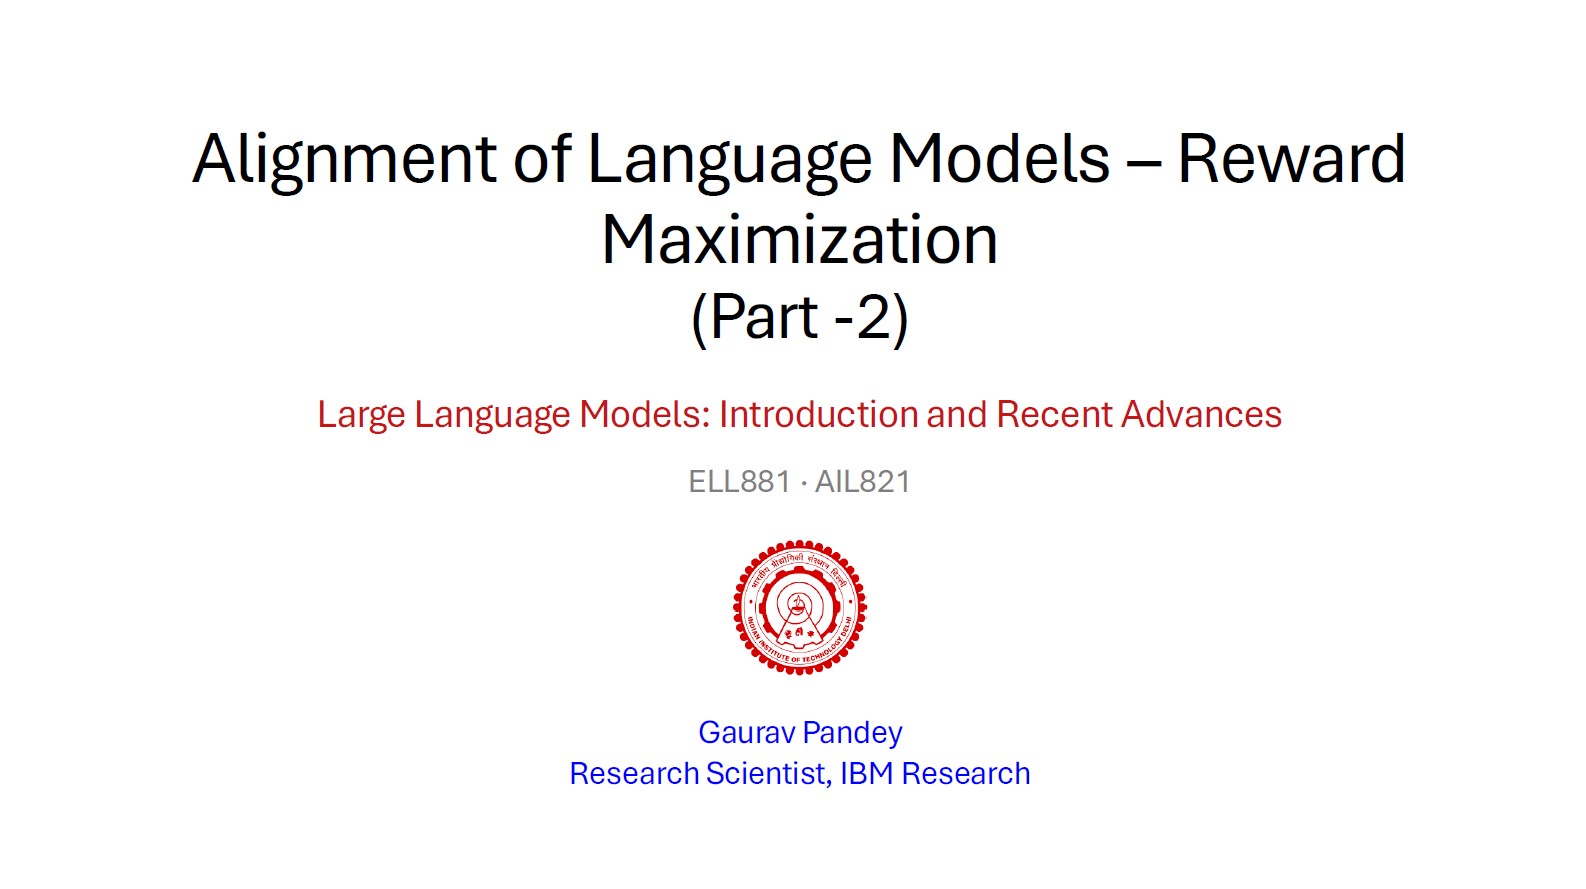 Alignment of Language Models – Reward
Maximization
(Part -2)
Large Language Models: Introduction and Recent Advances
ELL881 · AIL821
भारतीय प्रौद्योगिकी संस्थान दिल्ली
INDIAN INSTITUTE OF TECHNOLOGY DELHI
Gaurav Pandey
Research Scientist, IBM Research